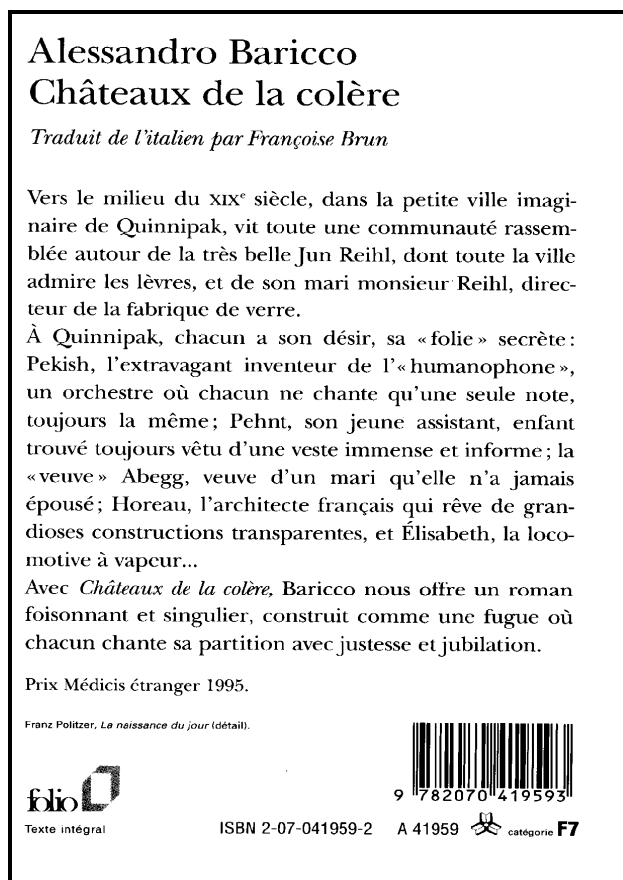 Alessandro Baricco
Châteaux de la colère
Traduit de l'italien par Françoise Brun
Vers le milieu du XIXe siècle, dans la petite ville imagi-
naire de Quinnipak, vit toute une communauté rassem-
blée autour de la très belle Jun Reihl, dont toute la ville
admire les lèvres, et de son mari monsieur Reihl, direc-
teur de la fabrique de verre.
À Quinnipak, chacun a son désir, sa « folie » secrète :
Pekish, l'extravagant inventeur de l'« humanophone »,
un orchestre où chacun ne chante qu'une seule note,
toujours la même ; Pehnt, son jeune assistant, enfant
trouvé toujours vêtu d'une veste immense et informe ; la
« veuve » Abegg, veuve d'un mari qu'elle n'a jamais
épousé ; Horeau, l'architecte français qui rêve de gran-
dioses constructions transparentes, et Élisabeth, la loco-
motive à vapeur...
Avec Châteaux de la colère, Baricco nous offre un roman
foisonnant et singulier, construit comme une fugue où
chacun chante sa partition avec justesse et jubilation.
Prix Médicis étranger 1995.
Franz Politzer, La naissance du jour (détail).
folio
Texte intégral
9 782070 419593
ISBN 2-07-041959-2 A 41959 catégorie F7